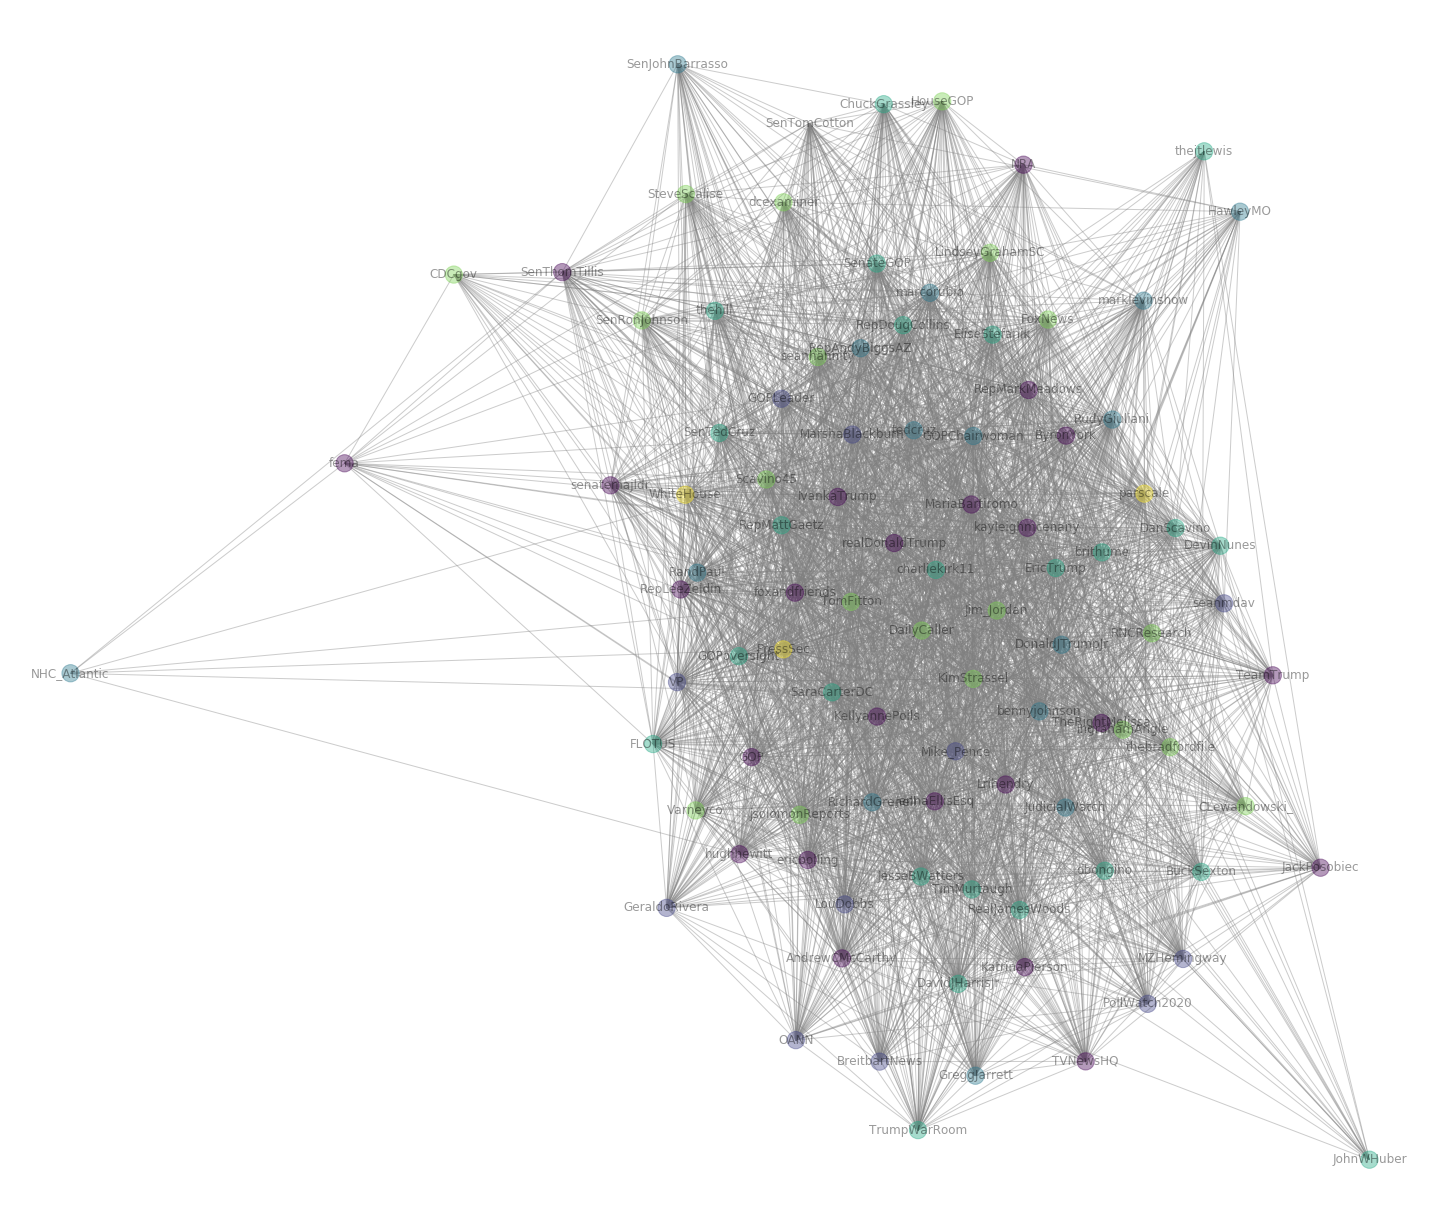 SenJohnBarrasso
ChuckGrassley
HouseGOP
SenTomCotton
thejtlewis
NRA
SteveScalise
dcexaminer
HawleyMO
LindseyGrahamSC
SenateGOP
CDCgov
SenThomTillis
marcorubio
marklevinshow
thehill
SenRonJohnson
FoxNews
RepDougCollins
EliseStefanik
RepAndyBiggsAZ
seanhannity
RepMarkMeadows
GOPLeader
RudyGiuliani
SenTedCruz
MarshaBlackburn
tedcruz
GOPChairwoman
ByronYork
fema
Scavino45
senatemajldr
WhiteHouse
IvankaTrump
parscale
MariaBartiromo
RepMattGaetz
kayleighmcenany
DanScavino
realDonaldTrump
DevinNunes
brithume
RandPaul
charliekirk11
EricTrump
RepLeeZeldin
foxandfriends
TomFitton
seanmdav
Jim_Jordan
DailyCaller
RNCResearch
DonaldJTrumpJr
PressSec
GOPoversight
NHC_Atlantic
VP
KimStrassel
TeamTrump
SaraCarterDC
bennyjohnson
KellyannePolls
TheRightMelissa
IngrahamAngle
FLOTUS
thebradfordfile
Mike_Pence
GOP
Trihendry
RichardGrenell
JennaEllisEsq
JudicialWatch
CLewandowski_
Varneyco
jsolomonReports
hughhewitt
ericbolling
JackPosobiec
dbongino
BuckSexton
JesseBWatters
TimMurtaugh
GeraldoRivera
LouDobbs
RealJamesWoods
AndrewCMcCarthy
MZHemingway
KatrinaPierson
DavidJHarrisJr
PollWatch2020
OANN
BreitbartNews
TVNewsHQ
GreggJarrett
TrumpWarRoom
JohnWHuber